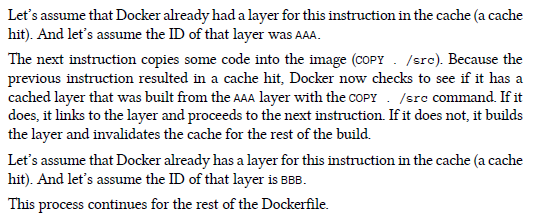 Let’s assume that Docker already had a layer for this instruction in the cache (a cache
hit). And let’s assume the ID of that layer was AAA.
The next instruction copies some code into the image (COPY . /src). Because the
previous instruction resulted in a cache hit, Docker now checks to see if it has a
cached layer that was built from the AAA layer with the COPY . /src command. If it
does, it links to the layer and proceeds to the next instruction. If it does not, it builds
the layer and invalidates the cache for the rest of the build.
Let’s assume that Docker already has a layer for this instruction in the cache (a cache
hit). And let’s assume the ID of that layer is BBB.
This process continues for the rest of the Dockerfile.